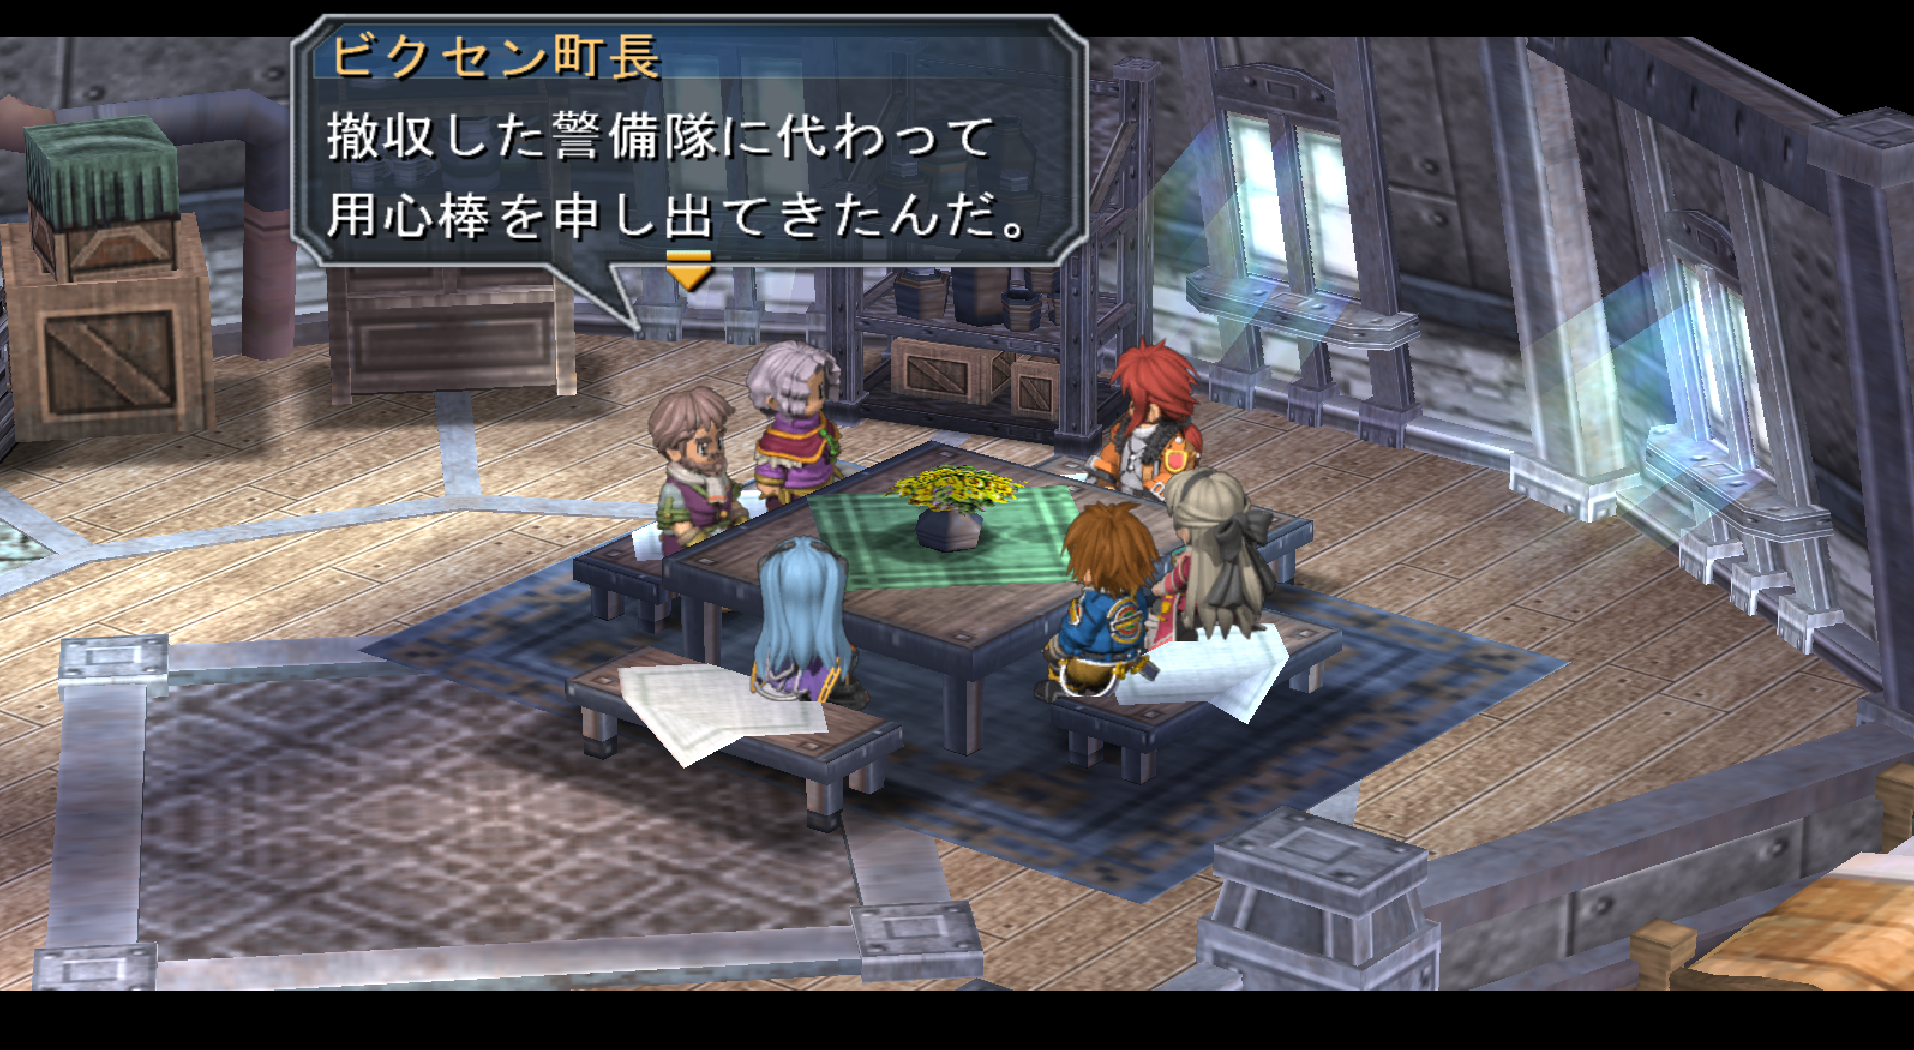 ビクセン町長
撤収した警備隊に代わって
用心棒を申し出てきたんだ。